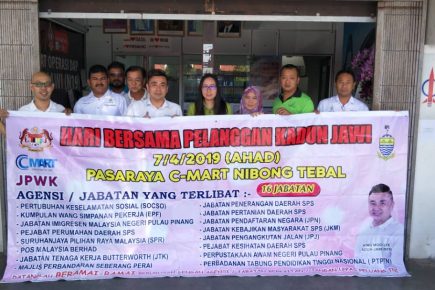 HARI BERSAMA PELANGGAN KADUN JAWI
7/4/2019 (AHAD)
PASARAYA C-MART NIBONG TEBAL
CMART
JPWK
16 JABATAN
AGENSI / JABATAN YANG TERLIBAT :-
- PERTUBUHAN KESELAMATAN SOSIAL (SOCSO)
- KUMPULAN WANG SIMPANAN PEKERJA (EPF)
- JABATAN IMIGRESEN MALAYSIA NEGERI PULAU PINANG
- PEJABAT PERUMAHAN DAERAH SPS
- SURUHANJAYA PILIHAN RAYA MALAYSIA (SPR)
- POS MALAYSIA BERHAD
- JABATAN TENAGA KERJA BUTTERWORTH (JTK)
- MAJLIS PERBANDARAN SEBERANG PERAI
- JABATAN PENERANGAN DAERAH SPS
- JABATAN PERTANIAN DAERAH SPS
- JABATAN PENDAFTARAN NEGARA (JPN)
- JABATAN KEBAJIKAN MASYARAKAT SPS (JKM)
- JABATAN PENGANGKUTAN JALAN (JPJ)
- PEJABAT KESIHATAN DAERAH SPS
- PERPUSTAKAAN AWAM NEGERI PULAU PINANG
- PERBADANAN TABUNG PENDIDIKAN TINGGI NASIONAL (PTPTN)